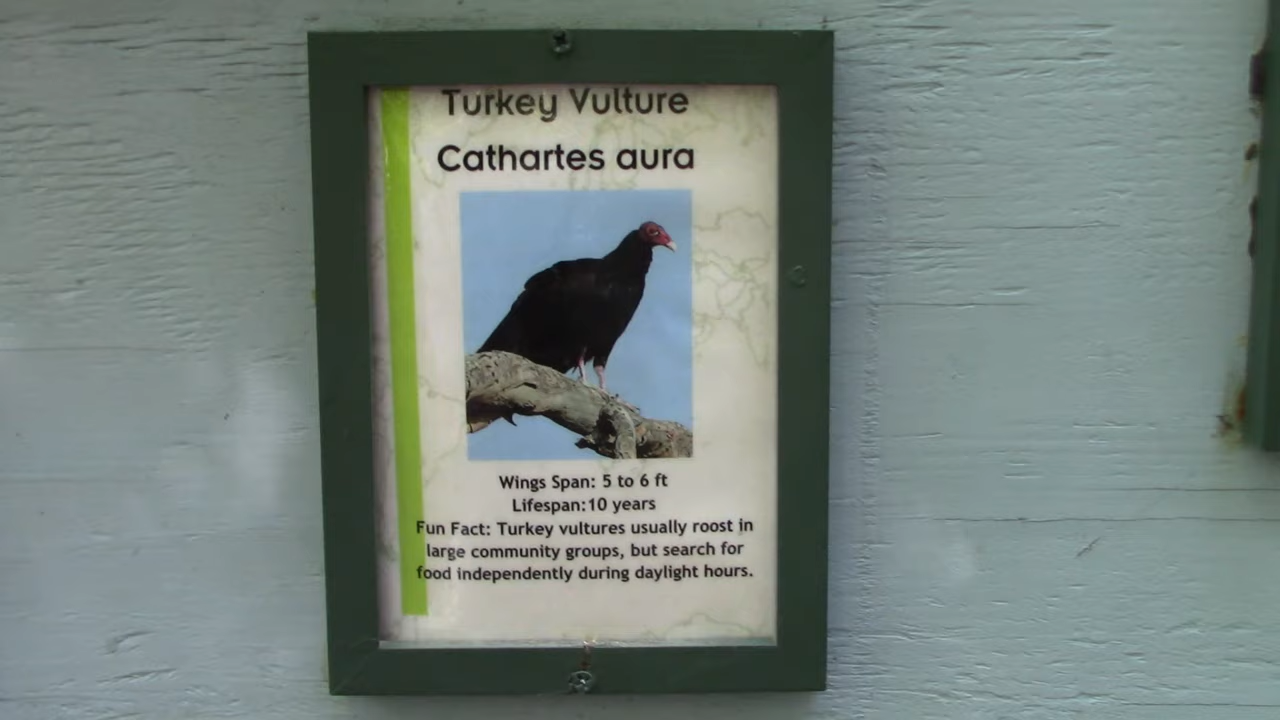 Turkey Vulture
Cathartes aura
Wings Span: 5 to 6 ft
Lifespan:10 years
Fun Fact: Turkey vultures usually roost in
large community groups, but search for
food independently during daylight hours.